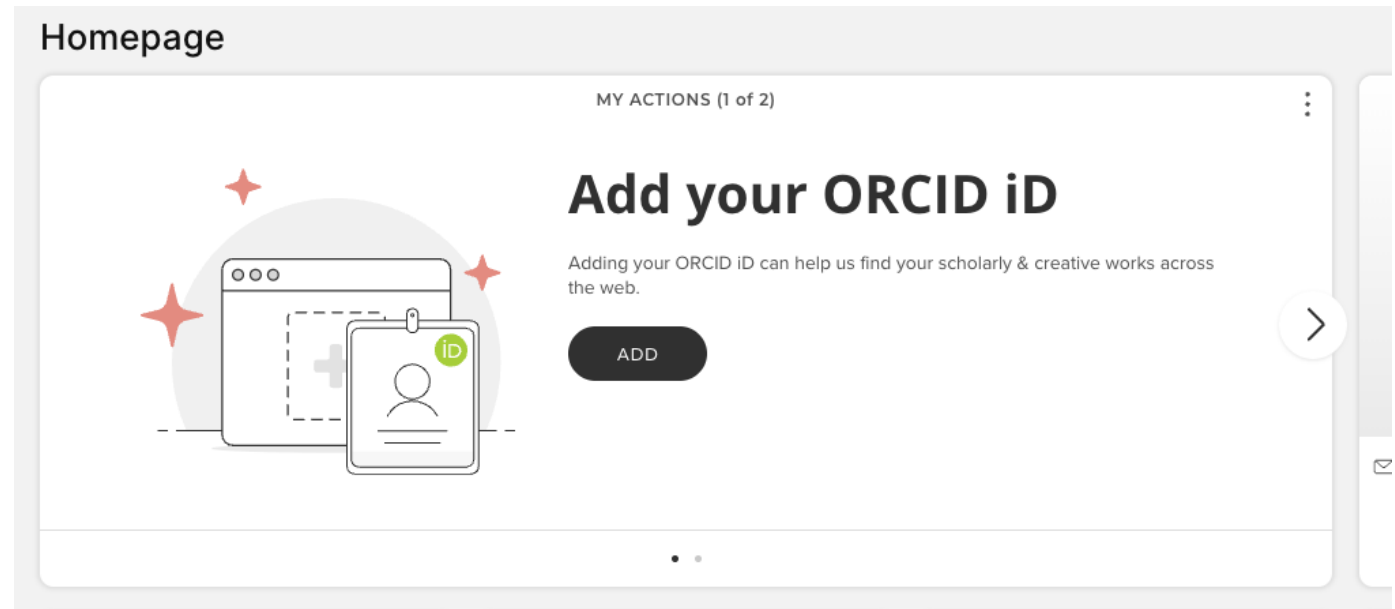 Homepage
MY ACTIONS (1 of 2)
Add your ORCID iD
Adding your ORCID iD can help us find your scholarly & creative works across
the web.
iD
ADD